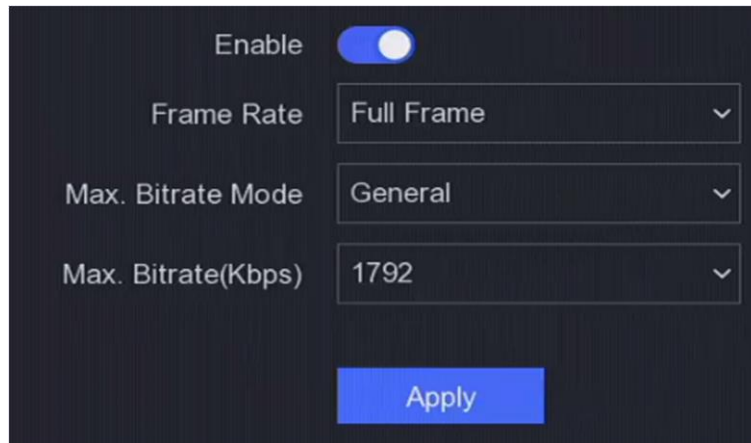 Enable
Frame Rate Full Frame
Max. Bitrate Mode General
Max. Bitrate(Kbps) 1792
Apply